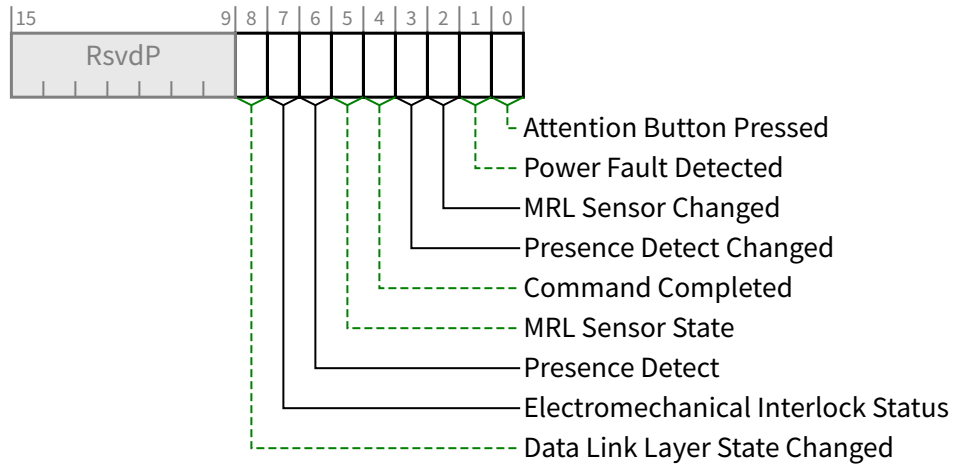 15 9 8 7 6 5 4 3 2 1 0
RsvdP
Attention Button Pressed
Power Fault Detected
MRL Sensor Changed
Presence Detect Changed
Command Completed
MRL Sensor State
Presence Detect
Electromechanical Interlock Status
Data Link Layer State Changed